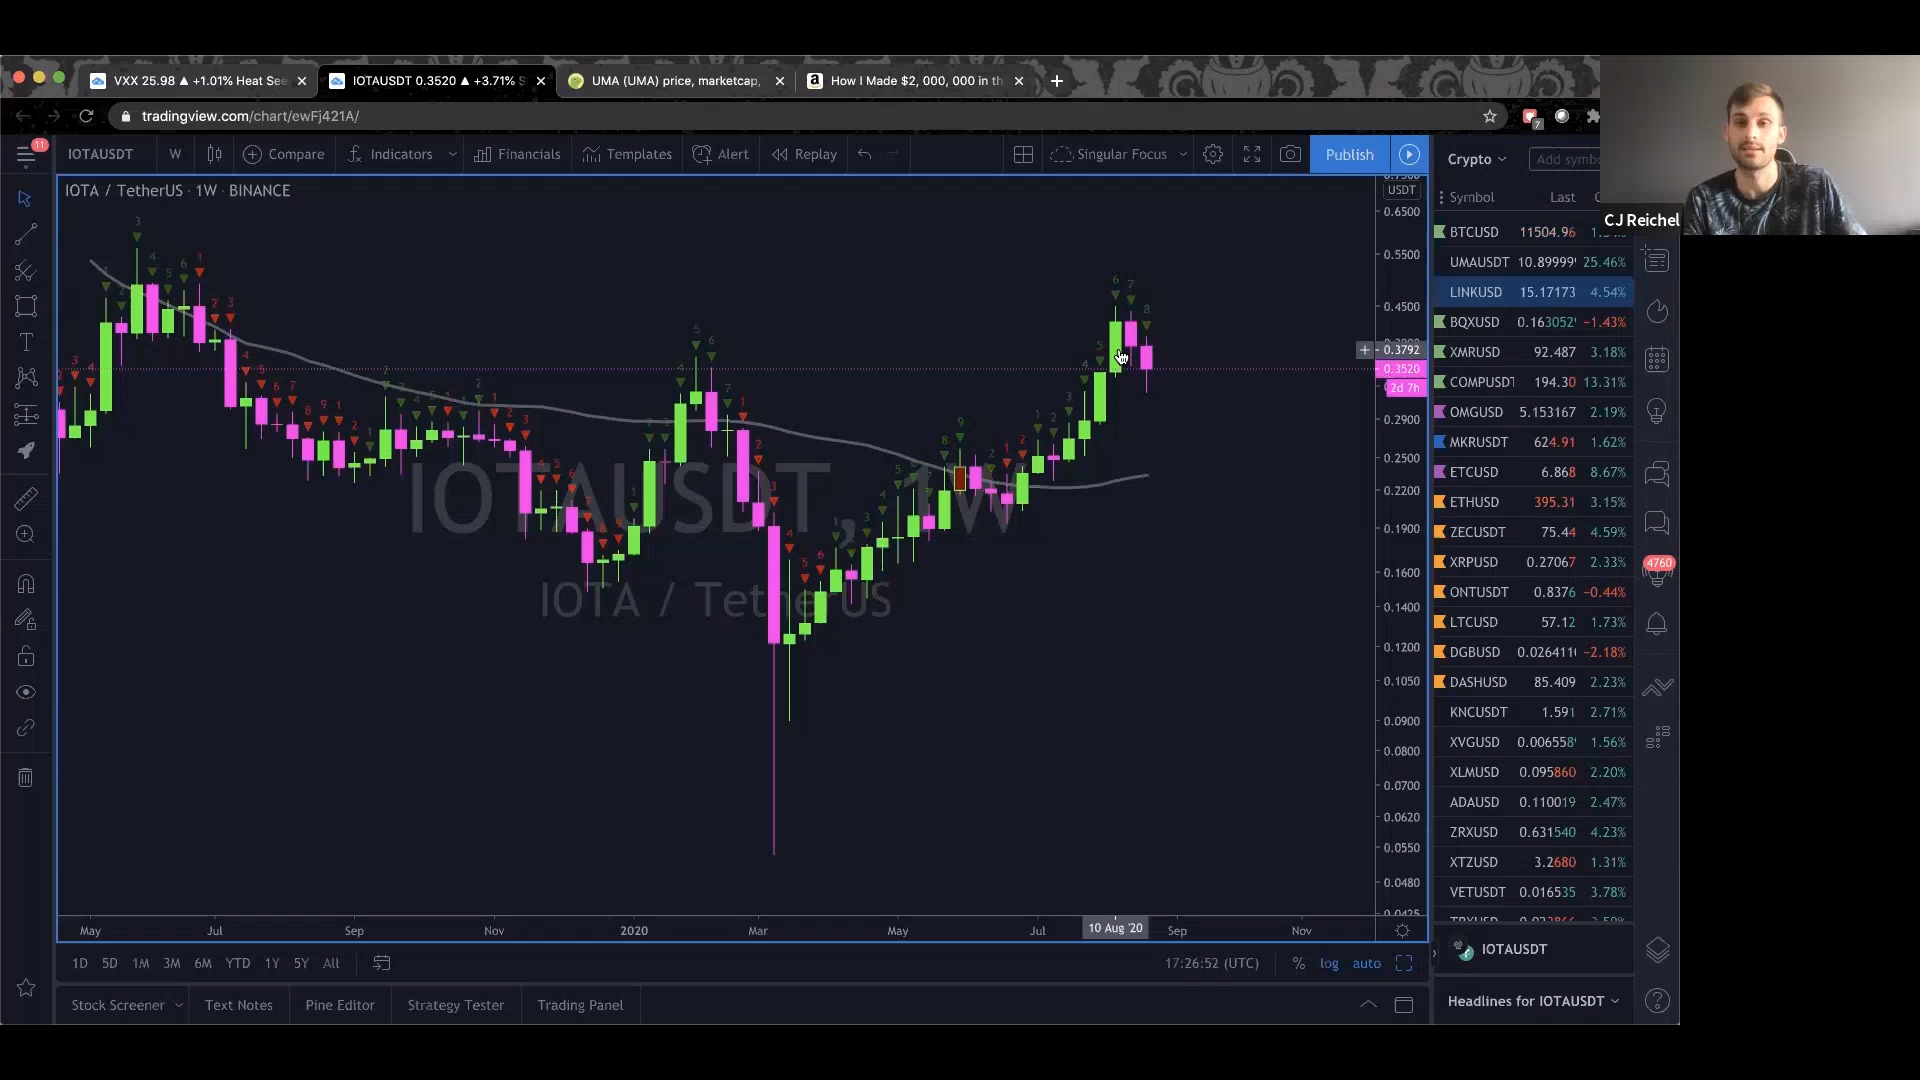 VXX 25.98 ▲ +1.01% Heat See
IOTAUSDT 0.3520 ▲ +3.71% S
UMA (UMA) price, marketcap,
How I Made $2, 000, 000 in th
tradingview.com/chart/ewFj421A/
7
11
IOTAUSDT
W
Compare
Indicators
Financials
Templates
Alert
Replay
Singular Focus
Publish
IOTA / TetherUS · 1W · BINANCE
IOTAUSDT, 1W
IOTA / TetherUS
USDT
0.6500
0.5500
0.4500
0.3792
0.3520
2d 7h
0.2900
0.2500
0.2200
0.1900
0.1600
0.1400
0.1200
0.1050
0.0900
0.0800
0.0700
0.0620
0.0550
0.0480
0.0425
May Jul Sep Nov 2020 Mar May Jul 10 Aug '20 Sep Nov
1D 5D 1M 3M 6M YTD 1Y 5Y All
17:26:52 (UTC) % log auto
Stock Screener
Text Notes
Pine Editor
Strategy Tester
Trading Panel
CJ Reichel
Crypto
Add symbo
Symbol Last
BTCUSD 11504.96
UMAUSDT 10.89999 25.46%
LINKUSD 15.17173 4.54%
BQXUSD 0.163052 −1.43%
XMRUSD 92.487 3.18%
COMPUSDT 194.30 13.31%
OMGUSD 5.153167 2.19%
MKRUSDT 624.91 1.62%
ETCUSD 6.868 8.67%
ETHUSD 395.31 3.15%
ZECUSDT 75.44 4.59%
XRPUSD 0.27067 2.33%
ONTUSDT 0.8376 −0.44%
LTCUSD 57.12 1.73%
DGBUSD 0.026411 −2.18%
DASHUSD 85.409 2.23%
KNCUSDT 1.591 2.71%
XVGUSD 0.006558 1.56%
XLMUSD 0.095860 2.20%
ADAUSD 0.110019 2.47%
ZRXUSD 0.631540 4.23%
XTZUSD 3.2680 1.31%
VETUSDT 0.016535 3.78%
4760
IOTAUSDT
Headlines for IOTAUSDT